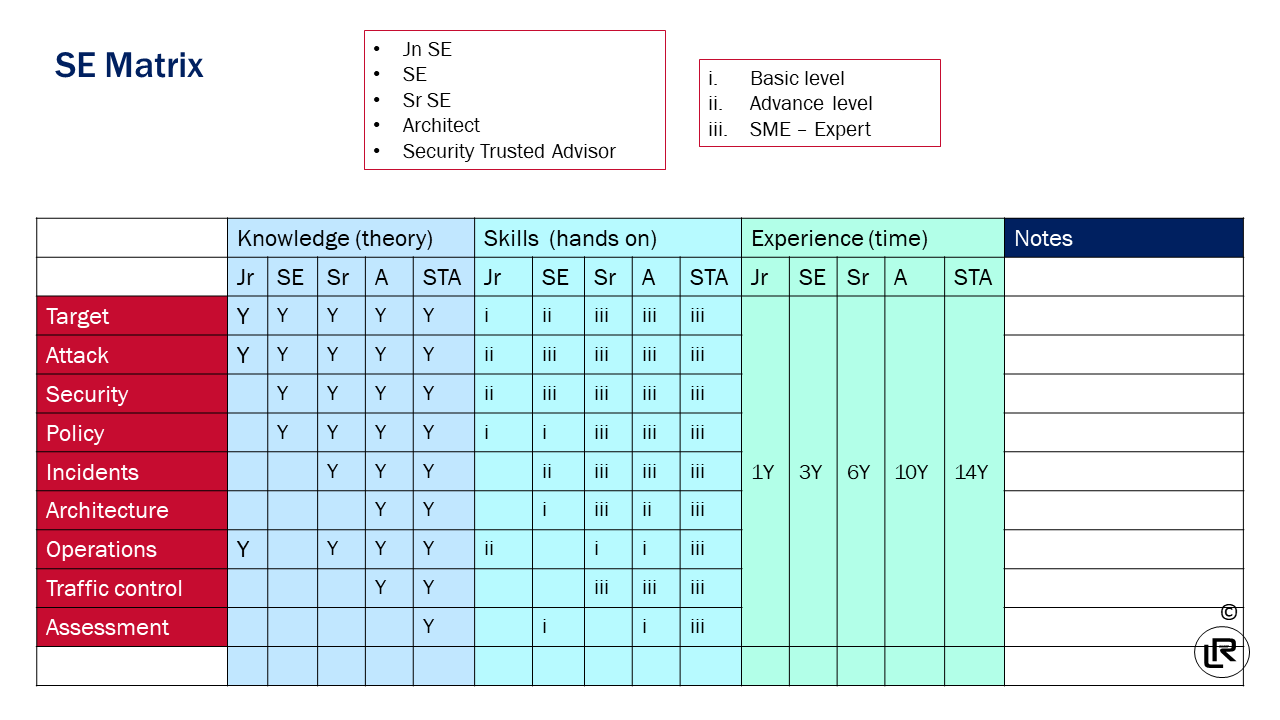 SE Matrix
• Jn SE
• SE
• Sr SE
• Architect
• Security Trusted Advisor
i. Basic level
ii. Advance level
iii. SME – Expert
Knowledge (theory) Skills (hands on) Experience (time) Notes
Jr SE Sr A STA Jr SE Sr A STA Jr SE Sr A STA
Target Y Y Y Y Y i ii iii iii iii
Attack Y Y Y Y Y ii iii iii iii iii
Security Y Y Y Y ii iii iii iii iii
Policy Y Y Y Y i i iii iii iii
Incidents Y Y Y ii iii iii iii 1Y 3Y 6Y 10Y 14Y
Architecture Y Y i iii ii iii
Operations Y Y Y Y ii i i iii
Traffic control Y Y iii iii iii
Assessment Y i i iii
©
LR